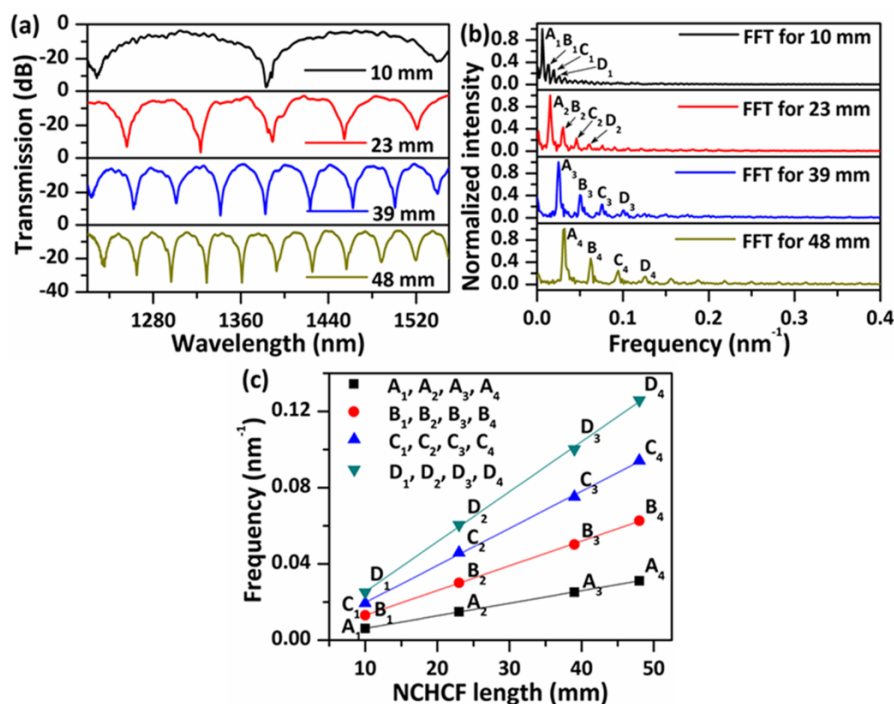 (a)
0
-20
0
-20
0
-20
0
-20
-40
Transmission (dB)
10 mm
23 mm
39 mm
48 mm
1280 1360 1440 1520
Wavelength (nm)
(b)
0.8
0.4
0.0
0.8
0.4
0.0
0.8
0.4
0.0
0.8
0.4
0.0
Normalized intensity
A₁ B₁ C₁ D₁
FFT for 10 mm
A₂ B₂ C₂ D₂
FFT for 23 mm
A₃ B₃ C₃ D₃
FFT for 39 mm
A₄ B₄ C₄ D₄
FFT for 48 mm
0.0 0.1 0.2 0.3 0.4
Frequency (nm⁻¹)
(c)
A₁, A₂, A₃, A₄
B₁, B₂, B₃, B₄
C₁, C₂, C₃, C₄
D₁, D₂, D₃, D₄
0.12
0.08
0.04
0.00
Frequency (nm⁻¹)
D₁ D₂ D₃ D₄
C₁ C₂ C₃ C₄
B₁ B₂ B₃ B₄
A₁ A₂ A₃ A₄
10 20 30 40 50
NCHCF length (mm)